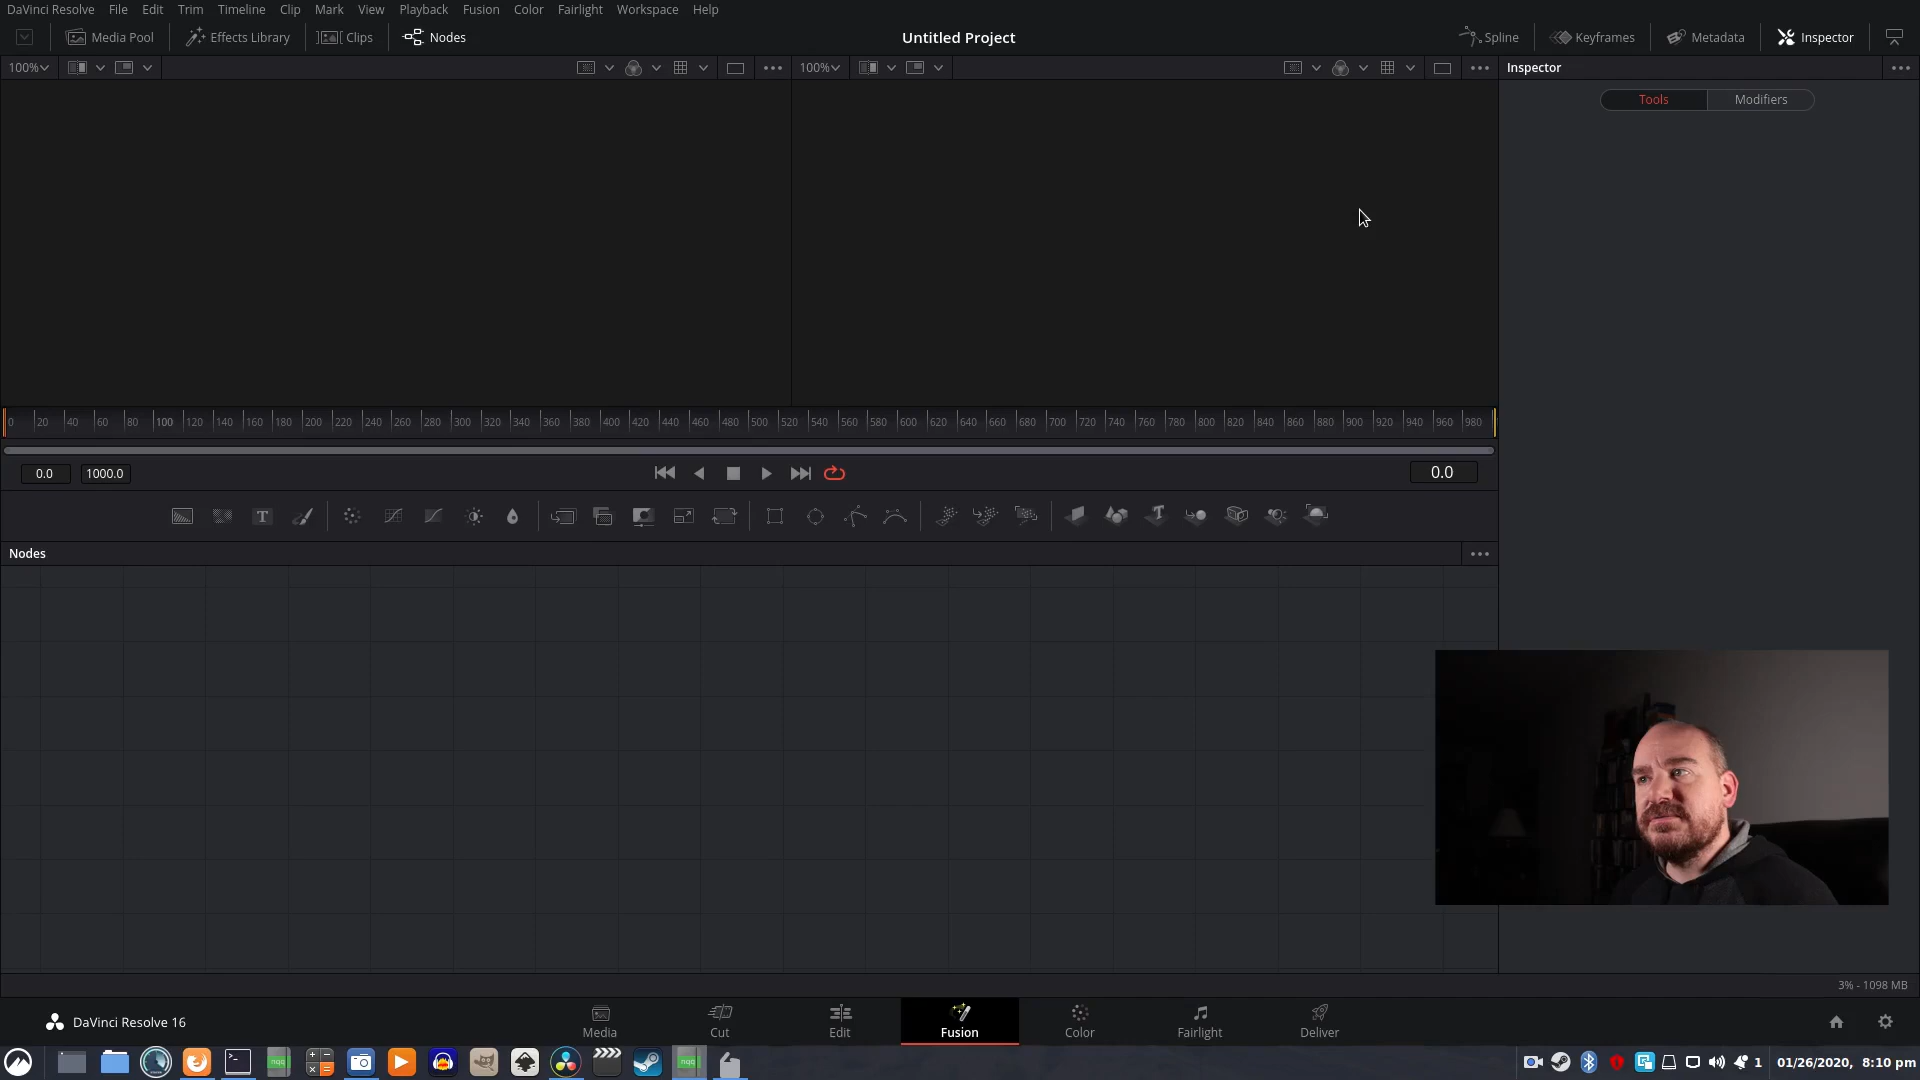 DaVinci Resolve File Edit Trim Timeline Clip Mark View Playback Fusion Color Fairlight Workspace Help
Media Pool Effects Library Clips Nodes Untitled Project Spline Keyframes Metadata Inspector
100% 100% Inspector
Tools Modifiers
0 20 40 60 80 100 120 140 160 180 200 220 240 260 280 300 320 340 360 380 400 420 440 460 480 500 520 540 560 580 600 620 640 660 680 700 720 740 760 780 800 820 840 860 880 900 920 940 960 980
0.0 1000.0 0.0
T T
Nodes
3% - 1098 MB
DaVinci Resolve 16 Media Cut Edit Fusion Color Fairlight Deliver
1 01/26/2020, 8:10 pm